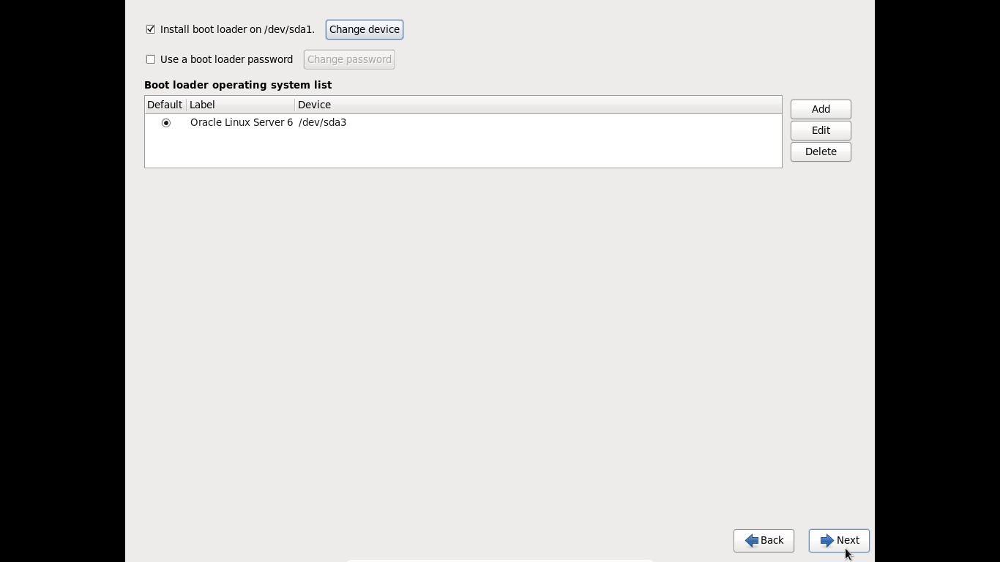 Install boot loader on /dev/sda1. Change device
Use a boot loader password Change password
Boot loader operating system list
Default Label Device
Oracle Linux Server 6 /dev/sda3
Add
Edit
Delete
Back Next